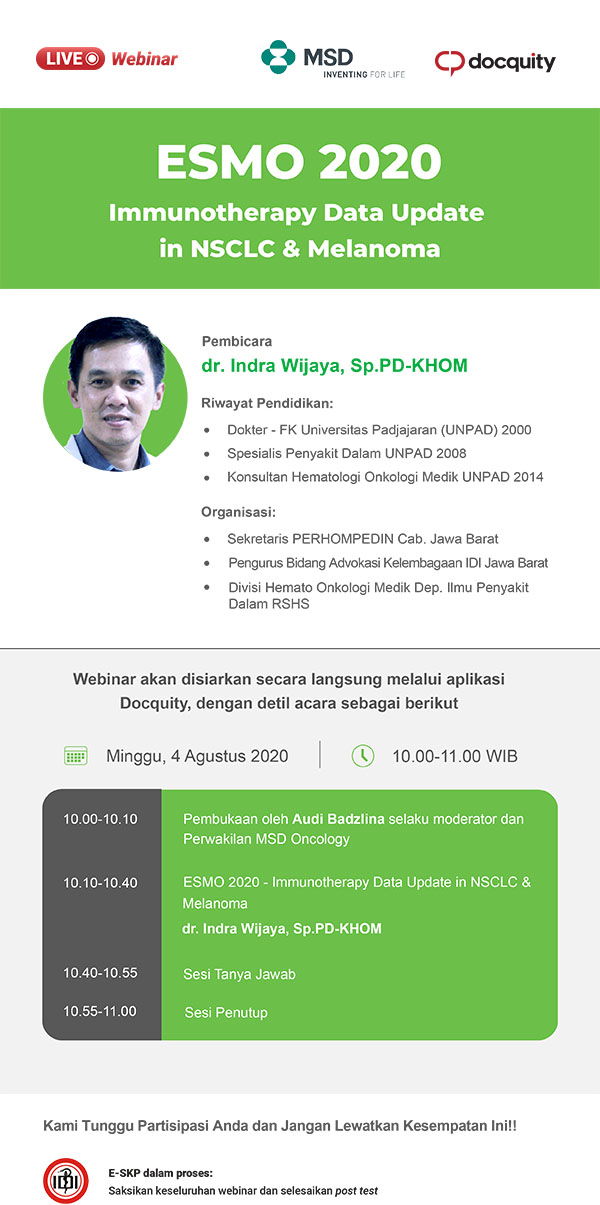 LIVE Webinar
MSD
INVENTING FOR LIFE
docquity
ESMO 2020
Immunotherapy Data Update
in NSCLC & Melanoma
Pembicara
dr. Indra Wijaya, Sp.PD-KHOM
Riwayat Pendidikan:
• Dokter - FK Universitas Padjajaran (UNPAD) 2000
• Spesialis Penyakit Dalam UNPAD 2008
• Konsultan Hematologi Onkologi Medik UNPAD 2014
Organisasi:
• Sekretaris PERHOMPEDIN Cab. Jawa Barat
• Pengurus Bidang Advokasi Kelembagaan IDI Jawa Barat
• Divisi Hemato Onkologi Medik Dep. Ilmu Penyakit
Dalam RSHS
Webinar akan disiarkan secara langsung melalui aplikasi
Docquity, dengan detil acara sebagai berikut
Minggu, 4 Agustus 2020
10.00-11.00 WIB
10.00-10.10 Pembukaan oleh Audi Badzlina selaku moderator dan
Perwakilan MSD Oncology
10.10-10.40 ESMO 2020 - Immunotherapy Data Update in NSCLC &
Melanoma
dr. Indra Wijaya, Sp.PD-KHOM
10.40-10.55 Sesi Tanya Jawab
10.55-11.00 Sesi Penutup
Kami Tunggu Partisipasi Anda dan Jangan Lewatkan Kesempatan Ini!!
IDI
E-SKP dalam proses:
Saksikan keseluruhan webinar dan selesaikan post test